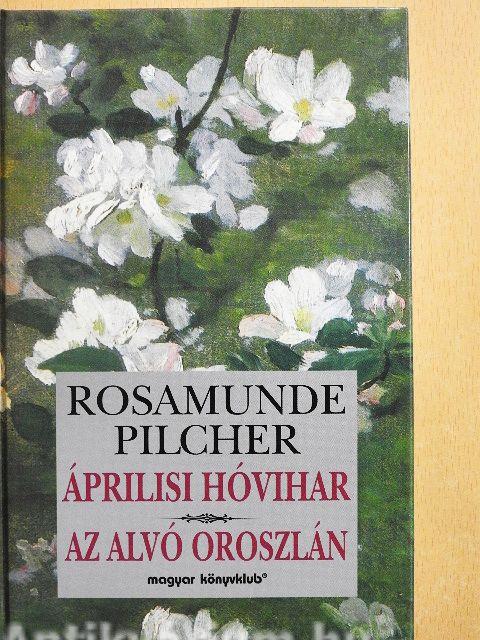 ROSAMUNDE
PILCHER
ÁPRILISI HÓVIHAR
AZ ALVÓ OROSZLÁN
magyar könyvklub®